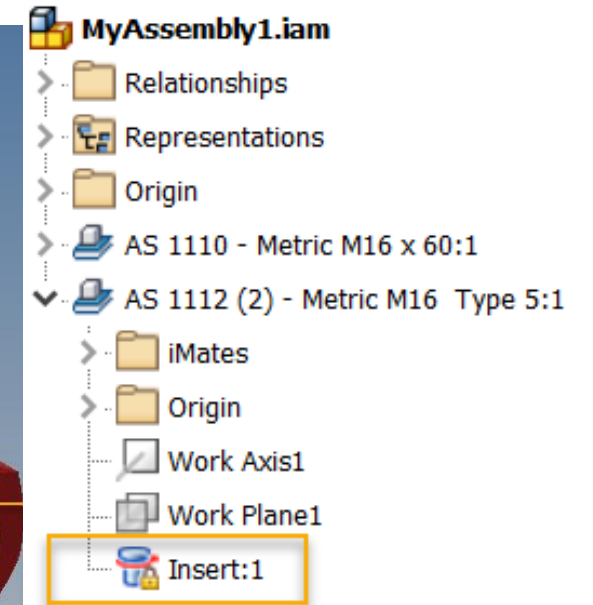 MyAssembly1.iam
Relationships
Representations
Origin
AS 1110 - Metric M16 x 60:1
AS 1112 (2) - Metric M16  Type 5:1
iMates
Origin
Work Axis1
Work Plane1
Insert:1